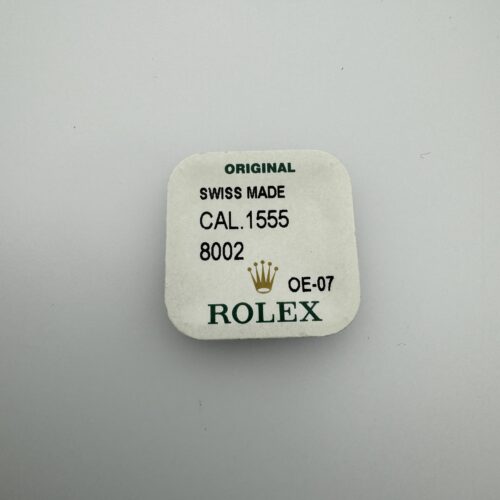 ORIGINAL
SWISS MADE
CAL.1555
8002
OE-07
ROLEX